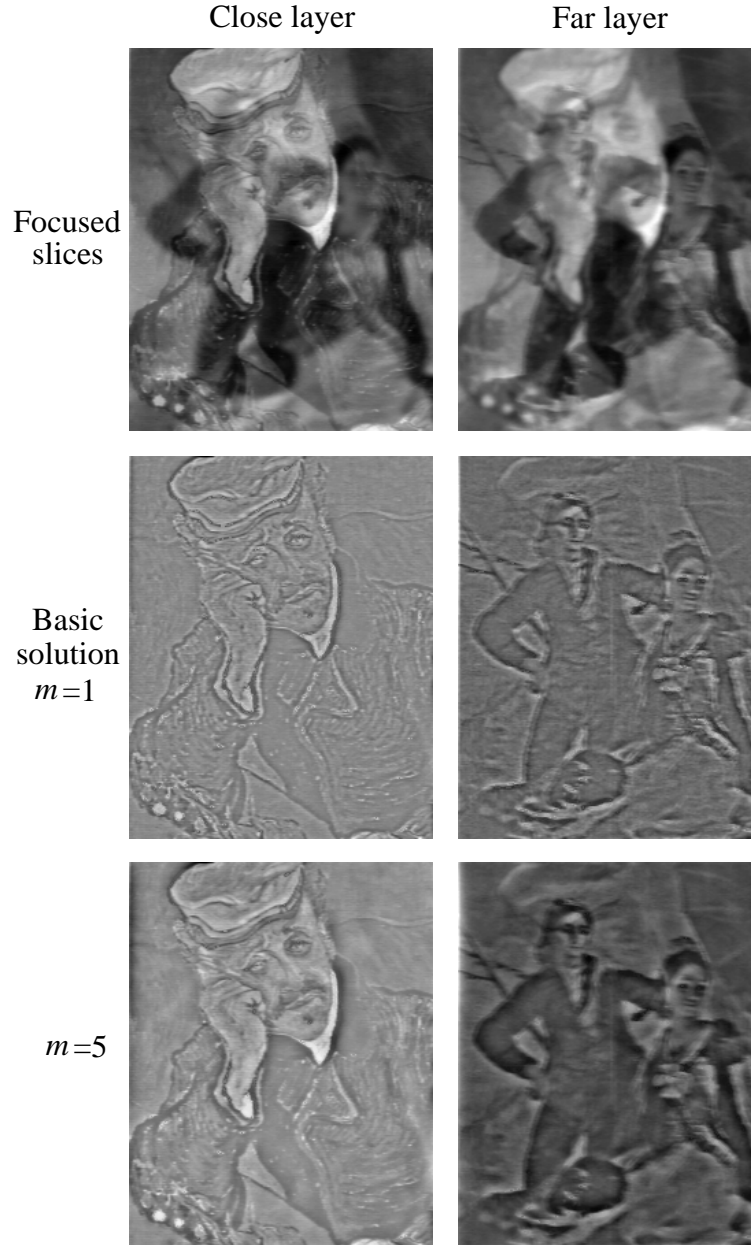 Close layer
Far layer
Focused
slices
Basic
solution
m=1
m=5